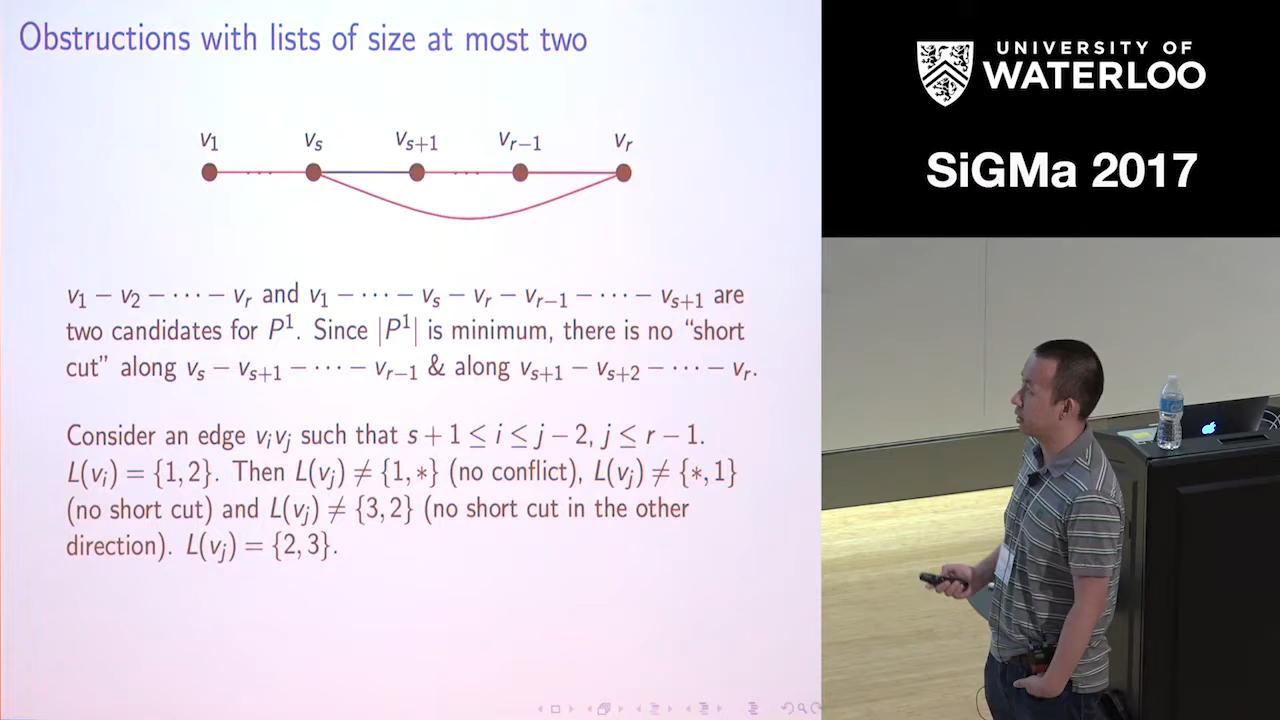 Obstructions with lists of size at most two
v₁ vₛ vₛ₊₁ vᵣ₋₁ vᵣ
v₁ − v₂ − ⋯ − vᵣ and v₁ − ⋯ − vₛ − vᵣ − vᵣ₋₁ − ⋯ − vₛ₊₁ are
two candidates for P¹. Since |P¹| is minimum, there is no “short
cut” along vₛ − vₛ₊₁ − ⋯ − vᵣ₋₁ & along vₛ₊₁ − vₛ₊₂ − ⋯ − vᵣ.
Consider an edge vᵢvⱼ such that s + 1 ≤ i ≤ j − 2, j ≤ r − 1.
L(vᵢ) = {1, 2}. Then L(vⱼ) ≠ {1, ∗} (no conflict), L(vⱼ) ≠ {∗, 1}
(no short cut) and L(vⱼ) ≠ {3, 2} (no short cut in the other
direction). L(vⱼ) = {2, 3}.
UNIVERSITY OF
WATERLOO
SiGMa 2017